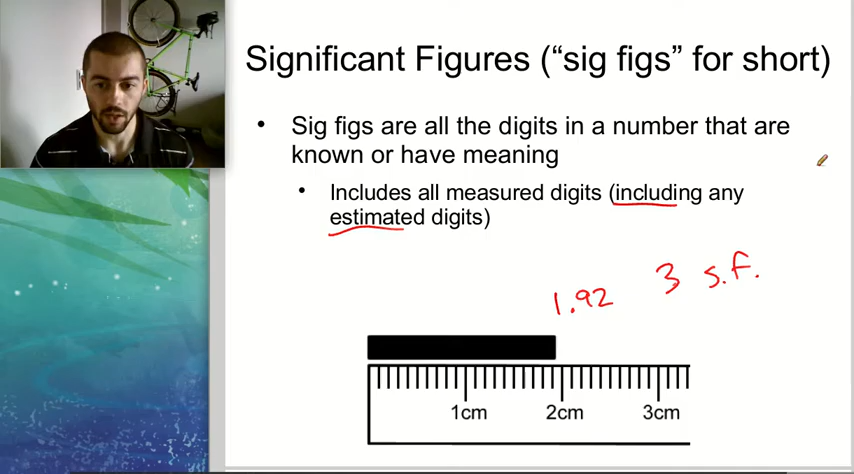 Significant Figures ("sig figs" for short)
• Sig figs are all the digits in a number that are
known or have meaning
• Includes all measured digits (including any
estimated digits)
1.92 3 s.f.
1cm 2cm 3cm